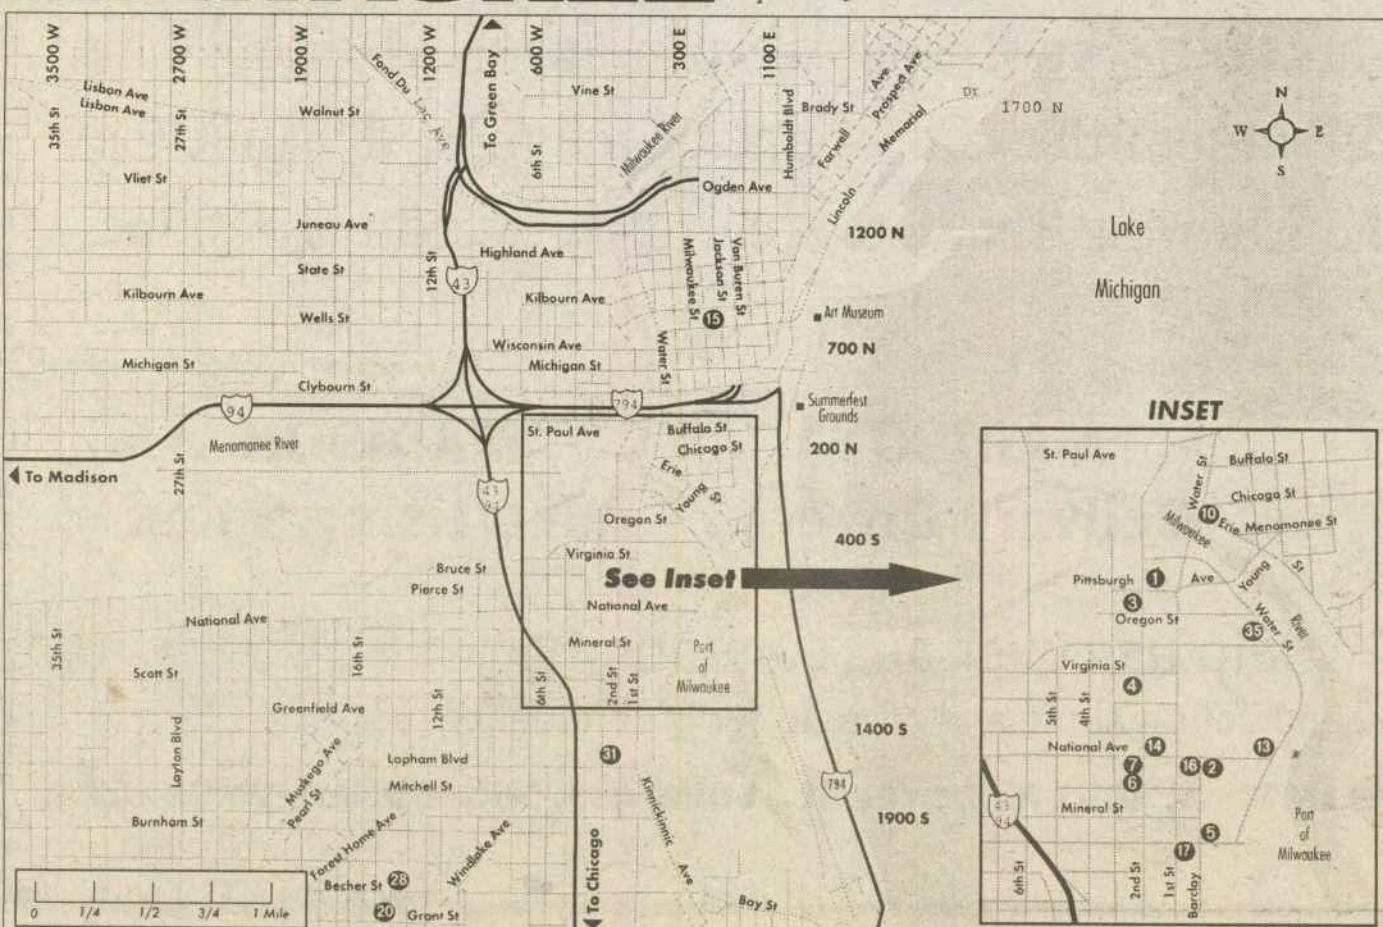 3500 W
2700 W
1900 W
1200 W
To Green Bay
600 W
300 E
1100 E
35th St
Lisbon Ave
Lisbon Ave
27th St
Walnut St
Fond Du Lac Ave
6th St
Vine St
Milwaukee River
Humboldt Blvd
Brady St
Farwell Ave
Prospect Ave
Lincoln Memorial Dr
1700 N
N
W
E
S
Vliet St
Ogden Ave
Juneau Ave
12th St
Highland Ave
1200 N
Lake
Michigan
State St
43
Milwaukee St
Jackson St
Van Buren St
Kilbourn Ave
Kilbourn Ave
15
Art Museum
Wells St
Wisconsin Ave
Water St
700 N
Michigan St
Michigan St
Clybourn St
94
794
Summerfest
Grounds
200 N
Menomonee River
27th St
To Madison
St. Paul Ave
Buffalo St
Chicago St
Erie St
Young
43
94
Oregon St
400 S
Virginia St
Bruce St
Pierce St
See Inset
National Ave
National Ave
35th St
16th St
Mineral St
Port
of
Milwaukee
Scott St
12th St
6th St
2nd St
1st St
Greenfield Ave
1400 S
Layton Blvd
Muskego Ave
Pearl St
Lapham Blvd
31
Mitchell St
Kinnickinnic Ave
794
Burnham St
1900 S
Forest Home Ave
Windlake Ave
To Chicago
Becher St 28
20 Grant St
Bay St
0 1/4 1/2 3/4 1 Mile
INSET
St. Paul Ave
Water St
Buffalo St
Chicago St
10
Milwaukee
River
Erie
St
Menomonee St
Pittsburgh 1 Ave
Young
3
Oregon St
35
Water St
Virginia St
4
5th St
4th St
National Ave 14
13
7
16
2
6
Mineral St
43
94
5
Port
of
Milwaukee
17
6th St
2nd St
1st St
Barclay